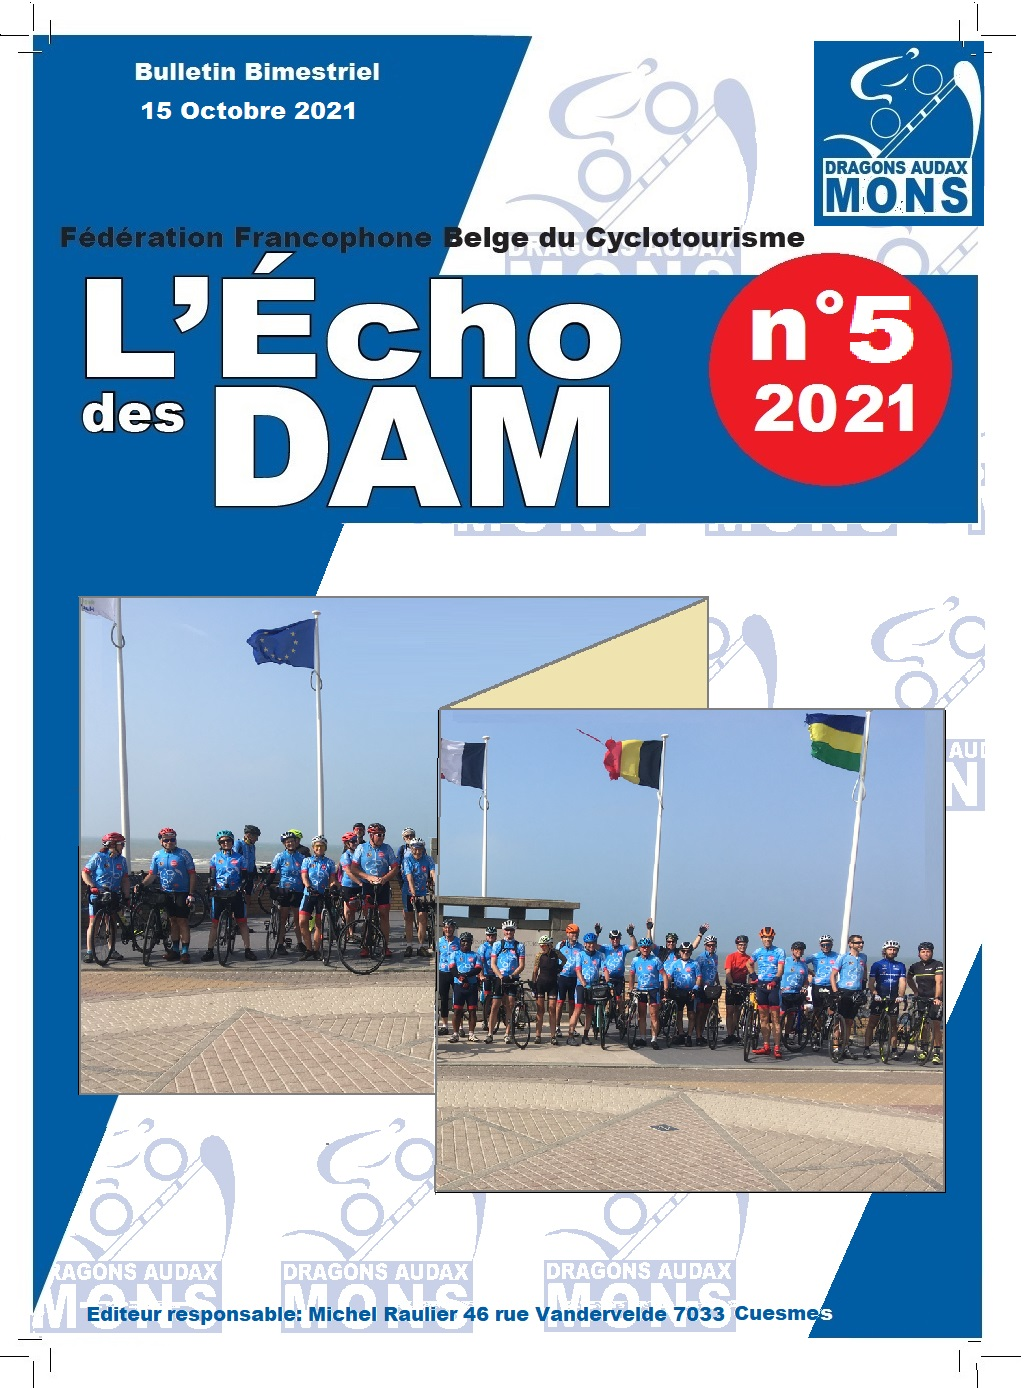 Bulletin Bimestriel
15 Octobre 2021
DRAGONS AUDAX
MONS
Fédération Francophone Belge du Cyclotourisme
L'Écho
des DAM
n°5
2021
DRAGONS AUDAX
MONS
DRAGONS AUDAX
MONS
DRAGONS AUDAX
MONS
Editeur responsable: Michel Raulier 46 rue Vandervelde 7033 Cuesmes